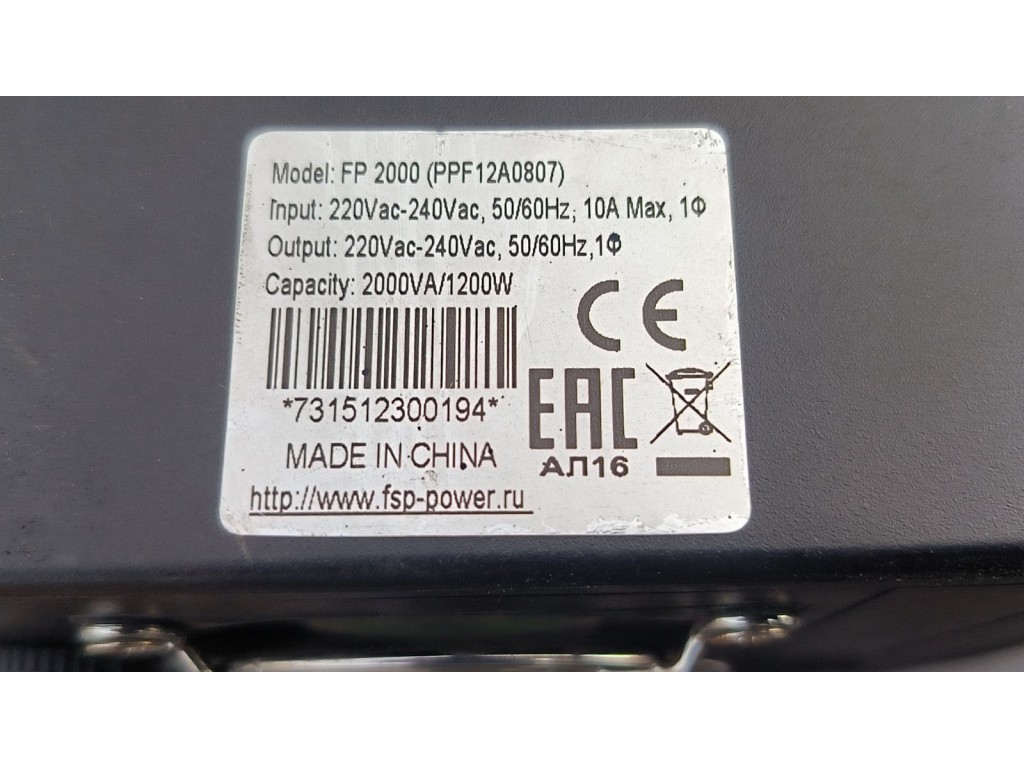 Model: FP 2000 (PPF12A0807)
Input: 220Vac-240Vac, 50/60Hz, 10A Max, 1Φ
Output: 220Vac-240Vac, 50/60Hz,1Φ
Capacity: 2000VA/1200W
CE
*731512300194*
EAC
АЛ16
MADE IN CHINA
http://www.fsp-power.ru